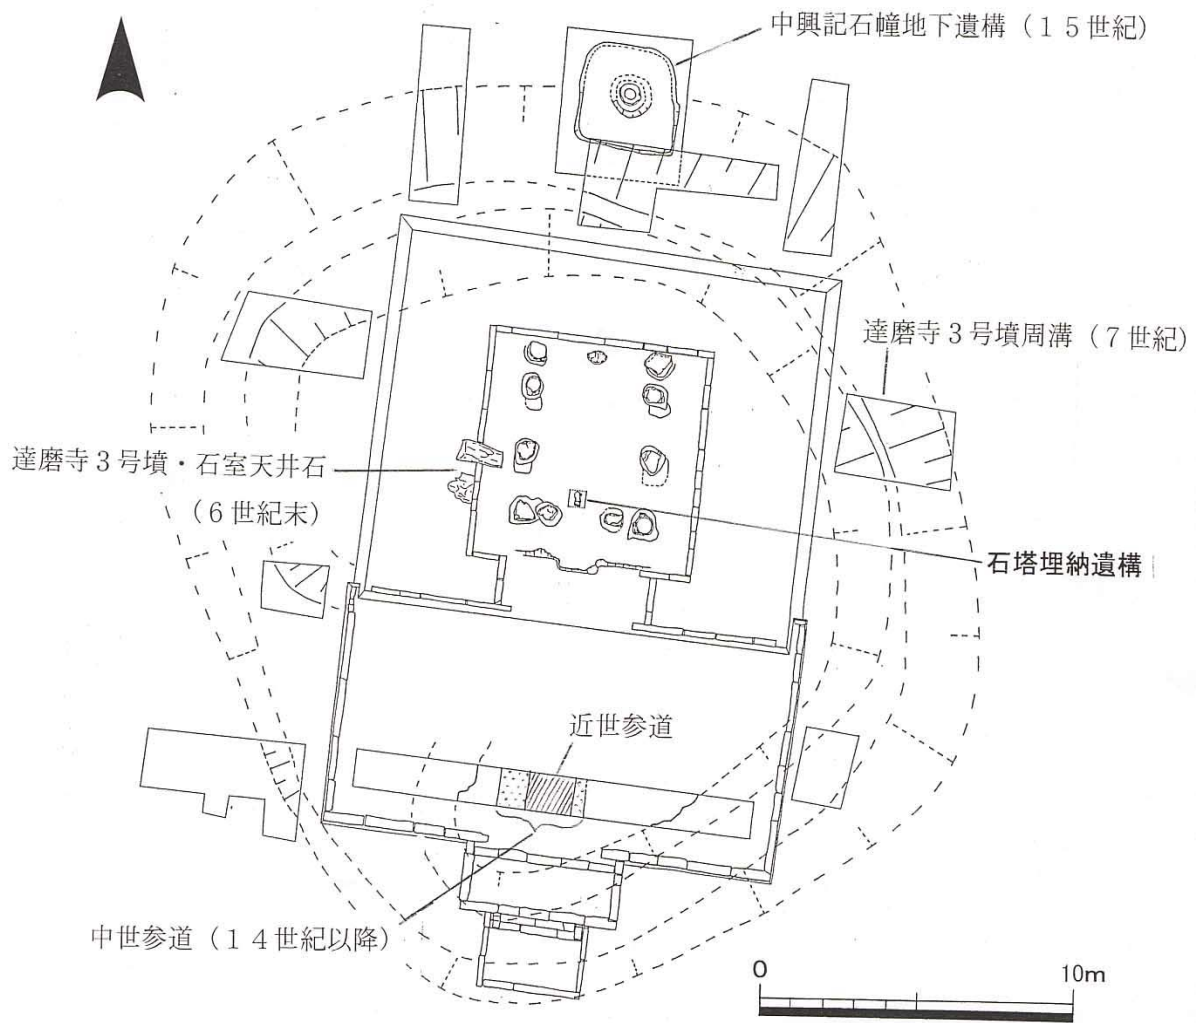 中興記石幢地下遺構（１５世紀）
達磨寺３号墳周溝（７世紀）
達磨寺３号墳・石室天井石
（６世紀末）
石塔埋納遺構
近世参道
中世参道（１４世紀以降）
0
10m